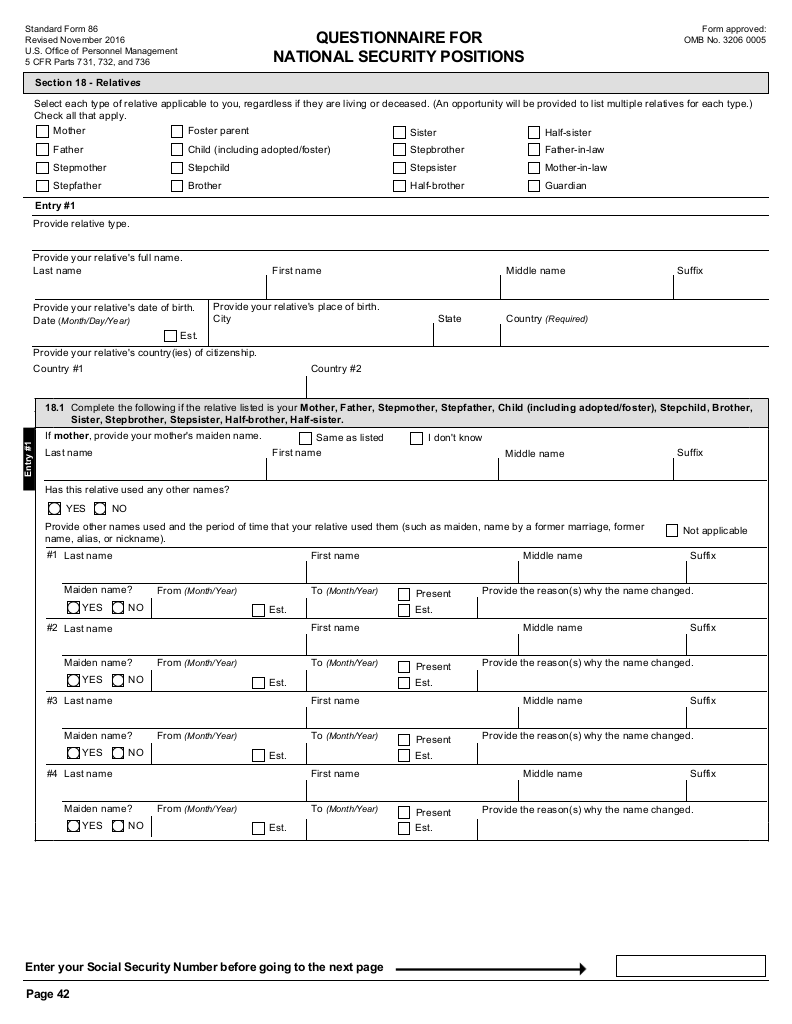 Standard Form 86
Revised November 2016
U.S. Office of Personnel Management
5 CFR Parts 731, 732, and 736
QUESTIONNAIRE FOR
NATIONAL SECURITY POSITIONS
Form approved:
OMB No. 3206 0005
Section 18 - Relatives
Select each type of relative applicable to you, regardless if they are living or deceased. (An opportunity will be provided to list multiple relatives for each type.)
Check all that apply.
Mother Foster parent Sister Half-sister
Father Child (including adopted/foster) Stepbrother Father-in-law
Stepmother Stepchild Stepsister Mother-in-law
Stepfather Brother Half-brother Guardian
Entry #1
Provide relative type.
Provide your relative's full name.
Last name First name Middle name Suffix
Provide your relative's date of birth. Provide your relative's place of birth.
Date (Month/Day/Year) City State Country (Required)
Est.
Provide your relative's country(ies) of citizenship.
Country #1 Country #2
18.1 Complete the following if the relative listed is your Mother, Father, Stepmother, Stepfather, Child (including adopted/foster), Stepchild, Brother,
Sister, Stepbrother, Stepsister, Half-brother, Half-sister.
Entry #1
If mother, provide your mother's maiden name. Same as listed I don't know
Last name First name Middle name Suffix
Has this relative used any other names?
YES NO
Provide other names used and the period of time that your relative used them (such as maiden, name by a former marriage, former
name, alias, or nickname). Not applicable
#1 Last name First name Middle name Suffix
Maiden name? From (Month/Year) To (Month/Year) Present Provide the reason(s) why the name changed.
YES NO Est. Est.
#2 Last name First name Middle name Suffix
Maiden name? From (Month/Year) To (Month/Year) Present Provide the reason(s) why the name changed.
YES NO Est. Est.
#3 Last name First name Middle name Suffix
Maiden name? From (Month/Year) To (Month/Year) Present Provide the reason(s) why the name changed.
YES NO Est. Est.
#4 Last name First name Middle name Suffix
Maiden name? From (Month/Year) To (Month/Year) Present Provide the reason(s) why the name changed.
YES NO Est. Est.
Enter your Social Security Number before going to the next page
Page 42